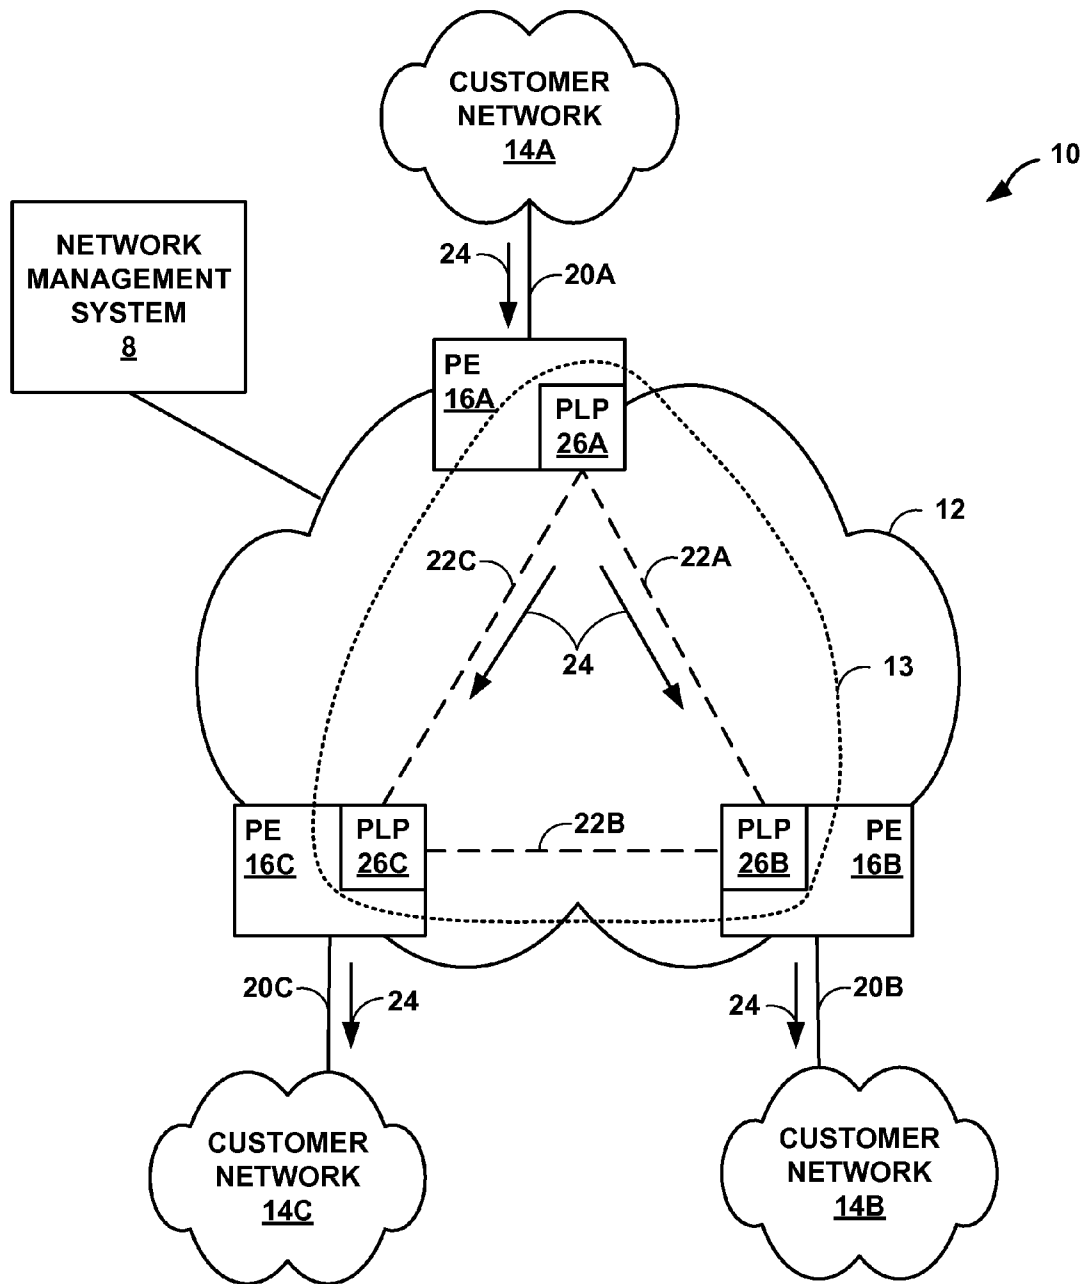 CUSTOMER
NETWORK
14A
10
NETWORK
MANAGEMENT
SYSTEM
8
24
20A
PE
16A
PLP
26A
12
22C
22A
24
13
PE
16C
PLP
26C
22B
PLP
26B
PE
16B
20C
24
24
20B
CUSTOMER
NETWORK
14C
CUSTOMER
NETWORK
14B